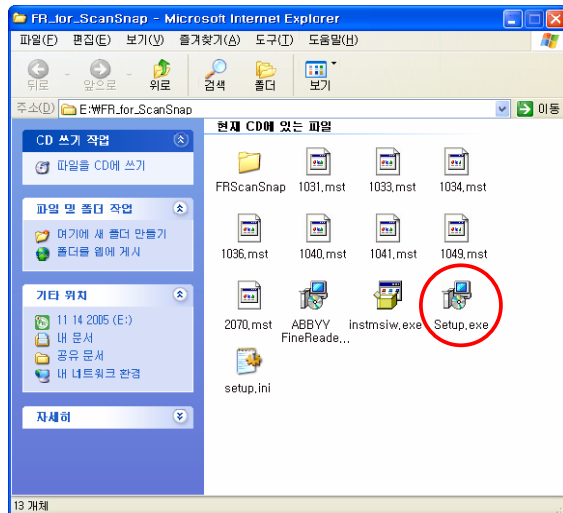 FR_for_ScanSnap - Microsoft Internet Explorer
파일(F) 편집(E) 보기(V) 즐겨찾기(A) 도구(T) 도움말(H)
뒤로 앞으로 위로 검색 폴더 보기
주소(D) E:₩FR_for_ScanSnap 이동
현재 CD에 있는 파일
CD 쓰기 작업
파일을 CD에 쓰기
파일 및 폴더 작업
여기에 새 폴더 만들기
폴더를 웹에 게시
기타 위치
11 14 2005 (E:)
내 문서
공유 문서
내 네트워크 환경
자세히
FRScanSnap 1031.mst 1033.mst 1034.mst
1036.mst 1040.mst 1041.mst 1049.mst
2070.mst ABBYY FineReade... instmsiw.exe Setup.exe
setup.ini
13 개체